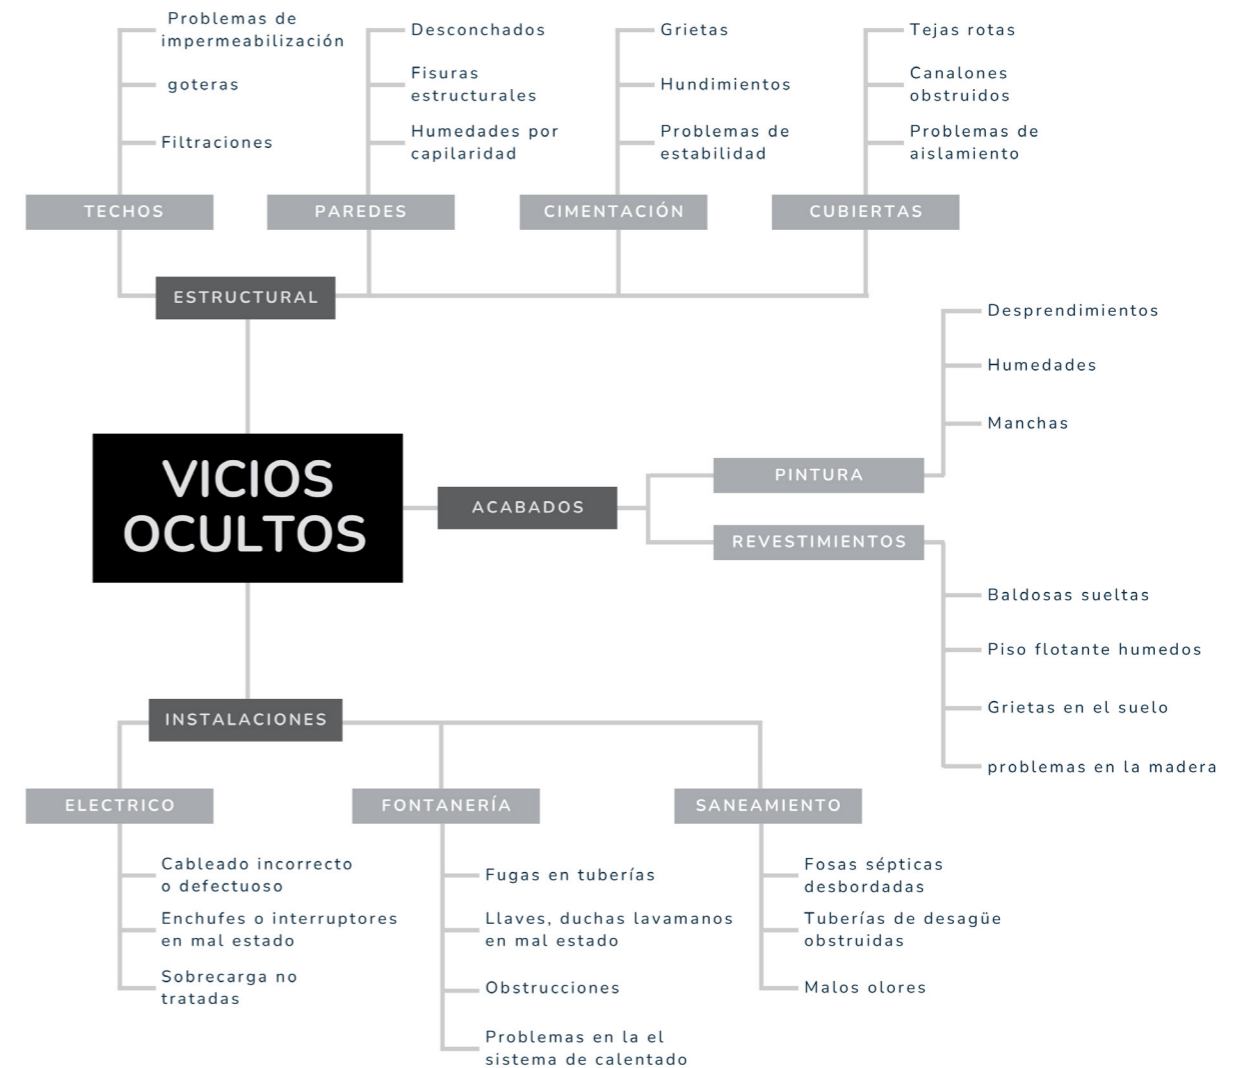 Problemas de
impermeabilización
goteras
Filtraciones
TECHOS
Desconchados
Fisuras
estructurales
Humedades por
capilaridad
PAREDES
Grietas
Hundimientos
Problemas de
estabilidad
CIMENTACIÓN
Tejas rotas
Canalones
obstruidos
Problemas de
aislamiento
CUBIERTAS
ESTRUCTURAL
VICIOS
OCULTOS
ACABADOS
PINTURA
Desprendimientos
Humedades
Manchas
REVESTIMIENTOS
Baldosas sueltas
Piso flotante humedos
Grietas en el suelo
problemas en la madera
INSTALACIONES
ELECTRICO
Cableado incorrecto
o defectuoso
Enchufes o interruptores
en mal estado
Sobrecarga no
tratadas
FONTANERÍA
Fugas en tuberías
Llaves, duchas lavamanos
en mal estado
Obstrucciones
Problemas en la el
sistema de calentado
SANEAMIENTO
Fosas sépticas
desbordadas
Tuberías de desagüe
obstruidas
Malos olores